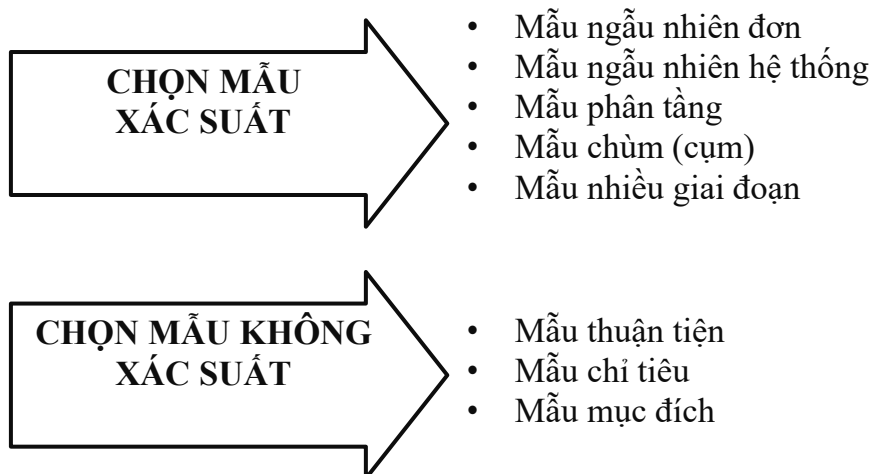 CHỌN MẪU
XÁC SUẤT
• Mẫu ngẫu nhiên đơn
• Mẫu ngẫu nhiên hệ thống
• Mẫu phân tầng
• Mẫu chùm (cụm)
• Mẫu nhiều giai đoạn
CHỌN MẪU KHÔNG
XÁC SUẤT
• Mẫu thuận tiện
• Mẫu chỉ tiêu
• Mẫu mục đích